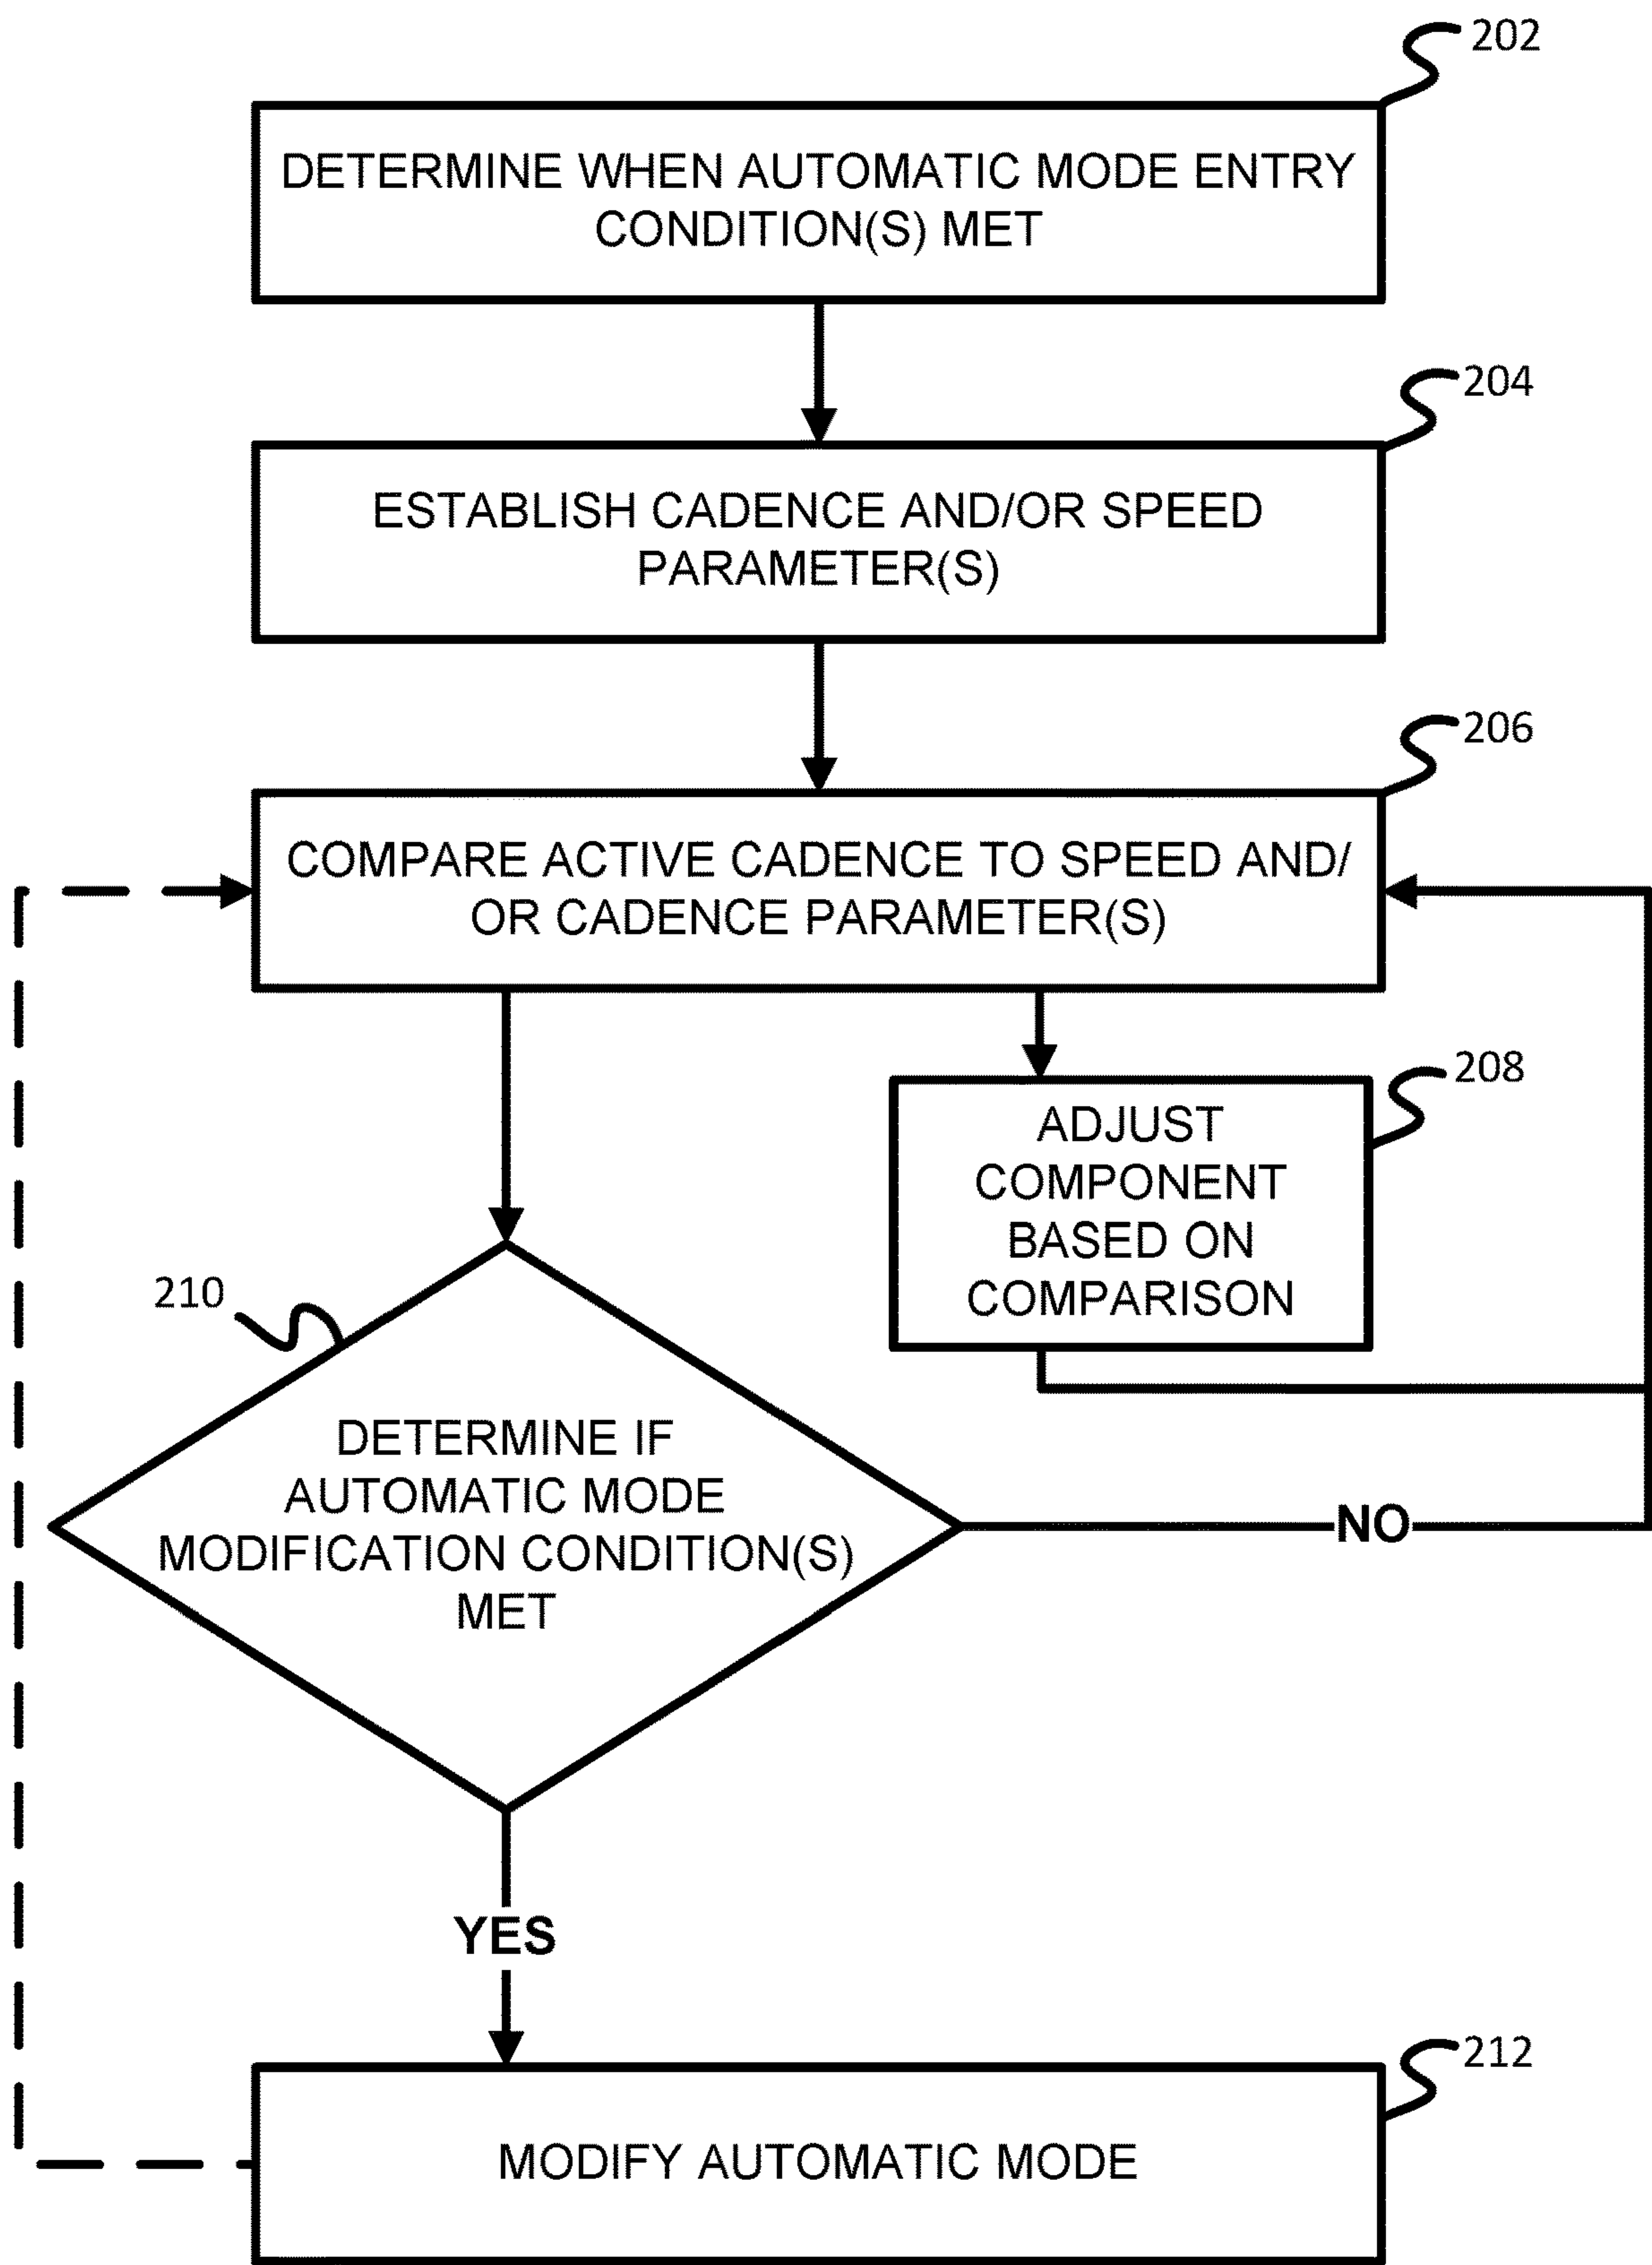 202
DETERMINE WHEN AUTOMATIC MODE ENTRY
CONDITION(S) MET
204
ESTABLISH CADENCE AND/OR SPEED
PARAMETER(S)
206
COMPARE ACTIVE CADENCE TO SPEED AND/
OR CADENCE PARAMETER(S)
208
ADJUST
COMPONENT
BASED ON
COMPARISON
210
DETERMINE IF
AUTOMATIC MODE
MODIFICATION CONDITION(S)
MET
NO
YES
212
MODIFY AUTOMATIC MODE